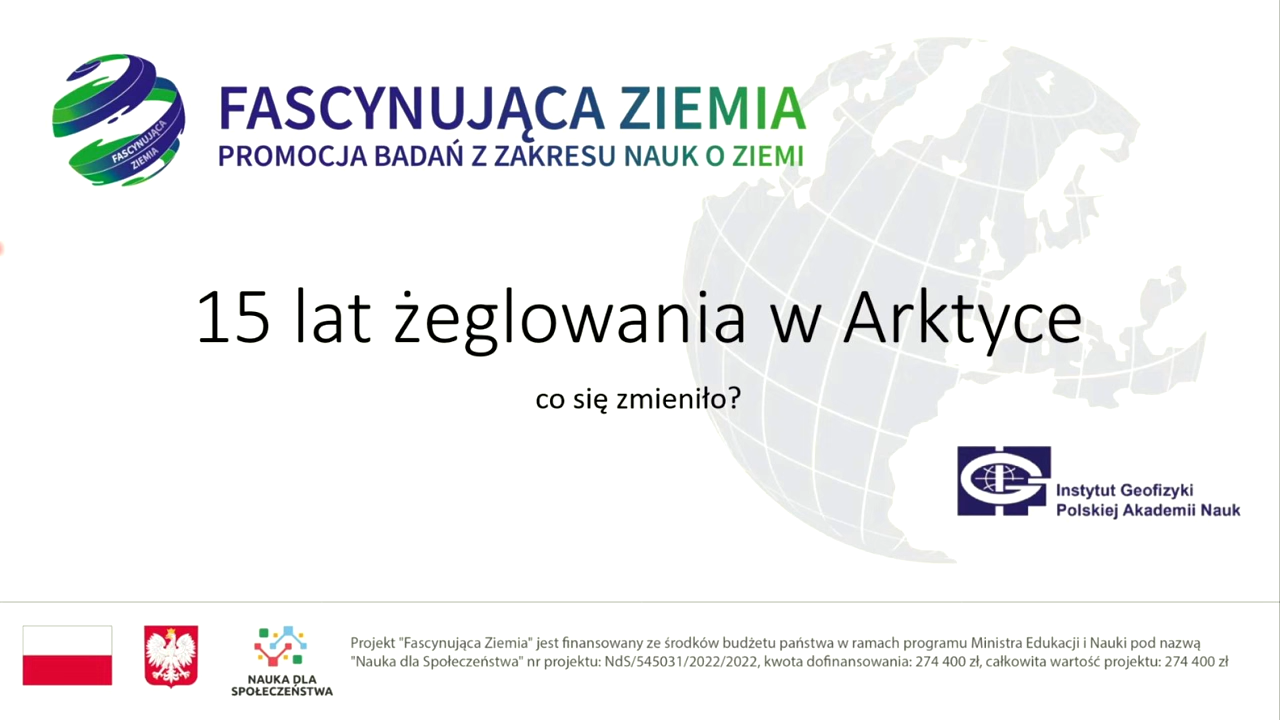 FASCYNUJĄCA ZIEMIA
FASCYNUJĄCA
ZIEMIA
PROMOCJA BADAŃ Z ZAKRESU NAUK O ZIEMI
15 lat żeglowania w Arktyce
co się zmieniło?
Instytut Geofizyki
Polskiej Akademii Nauk
NAUKA DLA
SPOŁECZEŃSTWA
Projekt "Fascynująca Ziemia" jest finansowany ze środków budżetu państwa w ramach programu Ministra Edukacji i Nauki pod nazwą
"Nauka dla Społeczeństwa" nr projektu: NdS/545031/2022/2022, kwota dofinansowania: 274 400 zł, całkowita wartość projektu: 274 400 zł